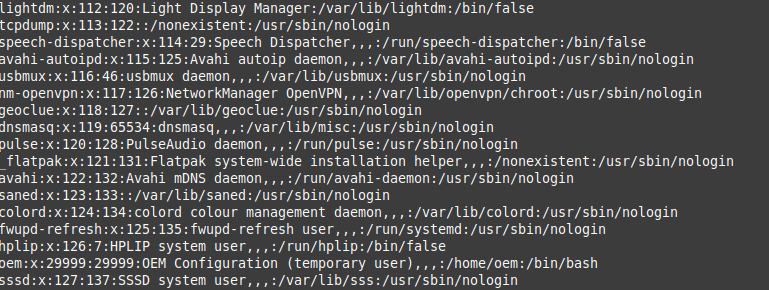 lightdm:x:112:120:Light Display Manager:/var/lib/lightdm:/bin/false
tcpdump:x:113:122::/nonexistent:/usr/sbin/nologin
speech-dispatcher:x:114:29:Speech Dispatcher,,,:/run/speech-dispatcher:/bin/false
avahi-autoipd:x:115:125:Avahi autoip daemon,,,:/var/lib/avahi-autoipd:/usr/sbin/nologin
usbmux:x:116:46:usbmux daemon,,,:/var/lib/usbmux:/usr/sbin/nologin
nm-openvpn:x:117:126:NetworkManager OpenVPN,,,:/var/lib/openvpn/chroot:/usr/sbin/nologin
geoclue:x:118:127::/var/lib/geoclue:/usr/sbin/nologin
dnsmasq:x:119:65534:dnsmasq,,,:/var/lib/misc:/usr/sbin/nologin
pulse:x:120:128:PulseAudio daemon,,,:/run/pulse:/usr/sbin/nologin
_flatpak:x:121:131:Flatpak system-wide installation helper,,,:/nonexistent:/usr/sbin/nologin
avahi:x:122:132:Avahi mDNS daemon,,,:/run/avahi-daemon:/usr/sbin/nologin
saned:x:123:133::/var/lib/saned:/usr/sbin/nologin
colord:x:124:134:colord colour management daemon,,,:/var/lib/colord:/usr/sbin/nologin
fwupd-refresh:x:125:135:fwupd-refresh user,,,:/run/systemd:/usr/sbin/nologin
hplip:x:126:7:HPLIP system user,,,:/run/hplip:/bin/false
oem:x:29999:29999:OEM Configuration (temporary user),,,:/home/oem:/bin/bash
sssd:x:127:137:SSSD system user,,,:/var/lib/sss:/usr/sbin/nologin